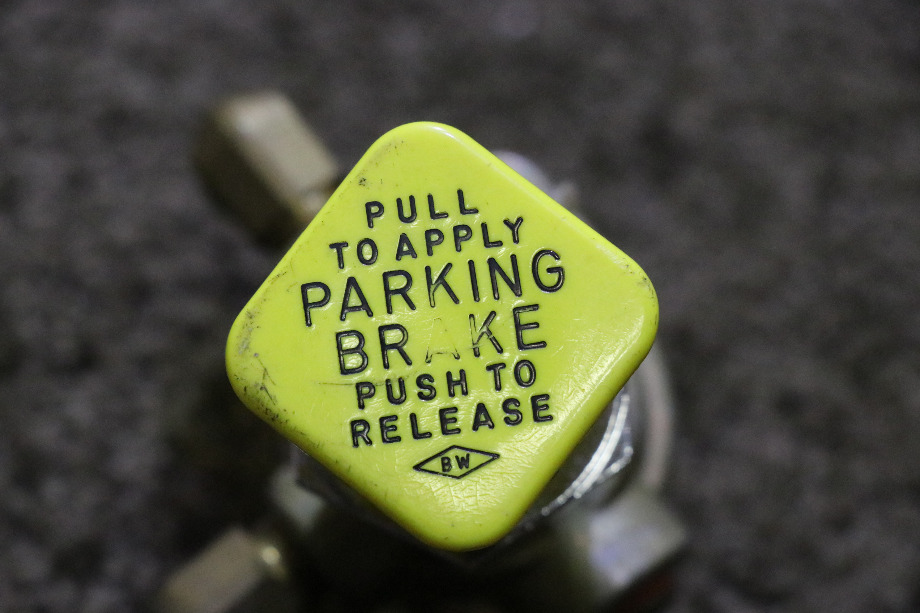 PULL
TO APPLY
PARKING
BRAKE
PUSH TO
RELEASE
BW